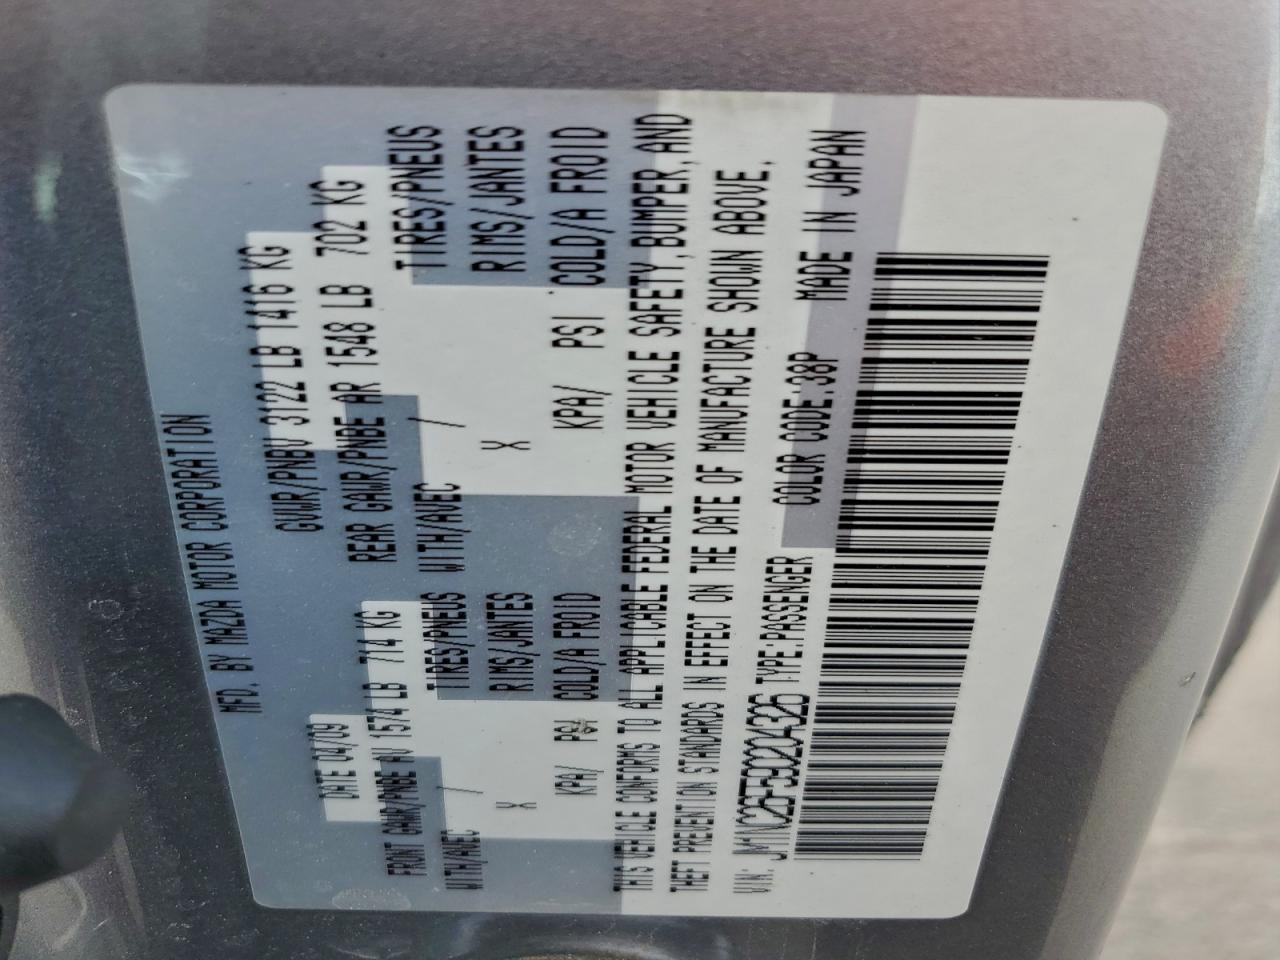 MFD. BY MAZDA MOTOR CORPORATION
DATE 04/09 GVWR/PNBV 3122 LB 1416 KG
FRONT GAWR/PNBE AV 1574 LB 714 KG REAR GAWR/PNBE AR 1548 LB 702 KG
WITH/AVEC / TIRES/PNEUS WITH/AVEC / TIRES/PNEUS
X RIMS/JANTES X RIMS/JANTES
KPA/ PSI COLD/A FROID KPA/ PSI COLD/A FROID
THIS VEHICLE CONFORMS TO ALL APPLICABLE FEDERAL MOTOR VEHICLE SAFETY, BUMPER, AND
THEFT PREVENTION STANDARDS IN EFFECT ON THE DATE OF MANUFACTURE SHOWN ABOVE.
VIN: JM1NC26F590204326 TYPE:PASSENGER COLOR CODE:38P MADE IN JAPAN